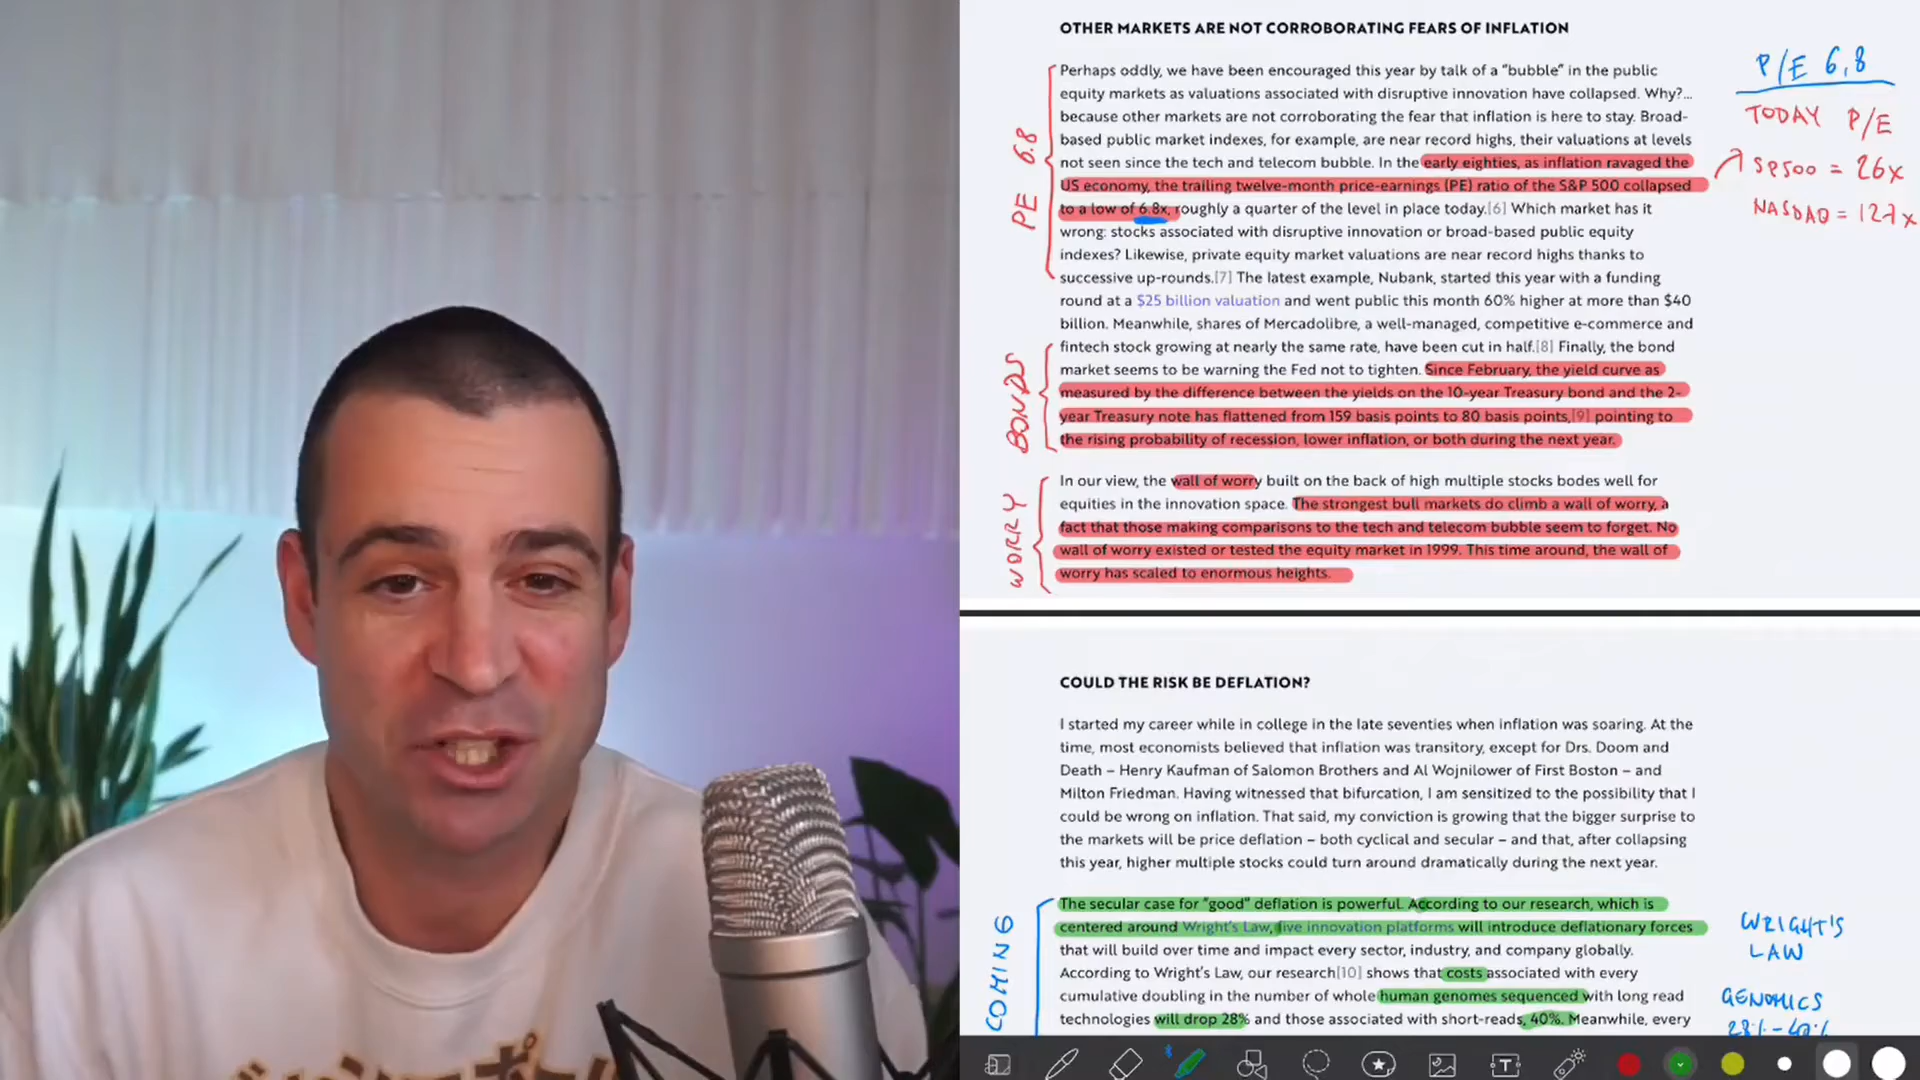 OTHER MARKETS ARE NOT CORROBORATING FEARS OF INFLATION
Perhaps oddly, we have been encouraged this year by talk of a “bubble” in the public
equity markets as valuations associated with disruptive innovation have collapsed. Why?...
because other markets are not corroborating the fear that inflation is here to stay. Broad-
based public market indexes, for example, are near record highs, their valuations at levels
not seen since the tech and telecom bubble. In the early eighties, as inflation ravaged the
US economy, the trailing twelve-month price-earnings (PE) ratio of the S&P 500 collapsed
to a low of 6.8x, roughly a quarter of the level in place today.[6] Which market has it
wrong: stocks associated with disruptive innovation or broad-based public equity
indexes? Likewise, private equity market valuations are near record highs thanks to
successive up-rounds.[7] The latest example, Nubank, started this year with a funding
round at a $25 billion valuation and went public this month 60% higher at more than $40
billion. Meanwhile, shares of Mercadolibre, a well-managed, competitive e-commerce and
fintech stock growing at nearly the same rate, have been cut in half.[8] Finally, the bond
market seems to be warning the Fed not to tighten. Since February, the yield curve as
measured by the difference between the yields on the 10-year Treasury bond and the 2-
year Treasury note has flattened from 159 basis points to 80 basis points,[9] pointing to
the rising probability of recession, lower inflation, or both during the next year.
In our view, the wall of worry built on the back of high multiple stocks bodes well for
equities in the innovation space. The strongest bull markets do climb a wall of worry, a
fact that those making comparisons to the tech and telecom bubble seem to forget. No
wall of worry existed or tested the equity market in 1999. This time around, the wall of
worry has scaled to enormous heights.
PE 6.8
BONDS
WORRY
P/E 6,8
TODAY P/E
SP500 = 26x
NASDAQ = 127x
COULD THE RISK BE DEFLATION?
I started my career while in college in the late seventies when inflation was soaring. At the
time, most economists believed that inflation was transitory, except for Drs. Doom and
Death – Henry Kaufman of Salomon Brothers and Al Wojnilower of First Boston – and
Milton Friedman. Having witnessed that bifurcation, I am sensitized to the possibility that I
could be wrong on inflation. That said, my conviction is growing that the bigger surprise to
the markets will be price deflation – both cyclical and secular – and that, after collapsing
this year, higher multiple stocks could turn around dramatically during the next year.
The secular case for “good” deflation is powerful. According to our research, which is
centered around Wright’s Law, five innovation platforms will introduce deflationary forces
that will build over time and impact every sector, industry, and company globally.
According to Wright’s Law, our research[10] shows that costs associated with every
cumulative doubling in the number of whole human genomes sequenced with long read
technologies will drop 28% and those associated with short-reads, 40%. Meanwhile, every
COMING
WRIGHT'S
LAW
GENOMICS
28%-40%